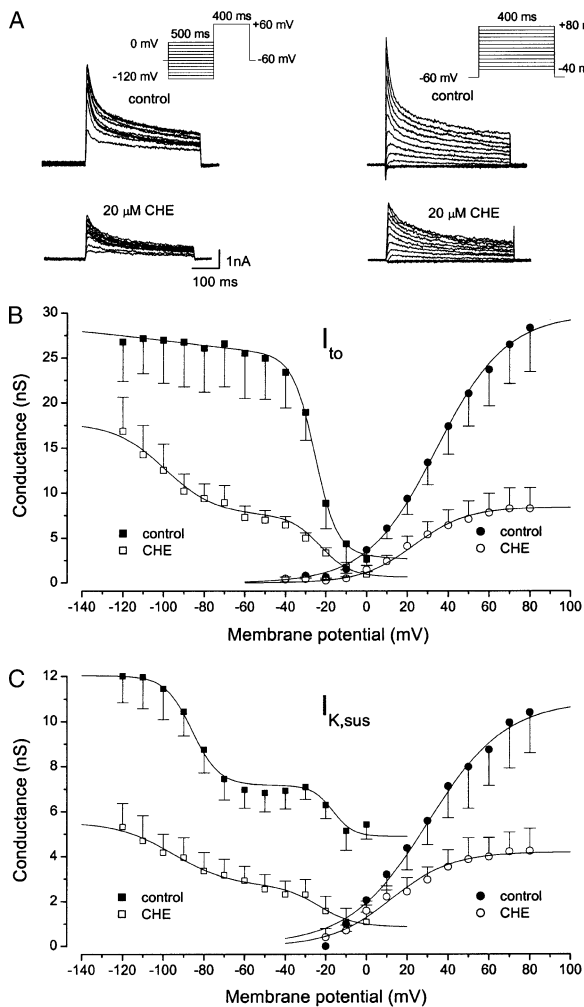 A
500 ms
400 ms
+60 mV
0 mV
-60 mV
-120 mV
control
400 ms
+80 m
-60 mV
-40 m
control
20 μM CHE
1nA
100 ms
20 μM CHE
B
Ito
Conductance (nS)
30
25
20
15
10
5
0
control
CHE
control
CHE
-140 -120 -100 -80 -60 -40 -20 0 20 40 60 80 100
Membrane potential (mV)
C
IK,sus
Conductance (nS)
12
10
8
6
4
2
0
control
CHE
control
CHE
-140 -120 -100 -80 -60 -40 -20 0 20 40 60 80 100
Membrane potential (mV)